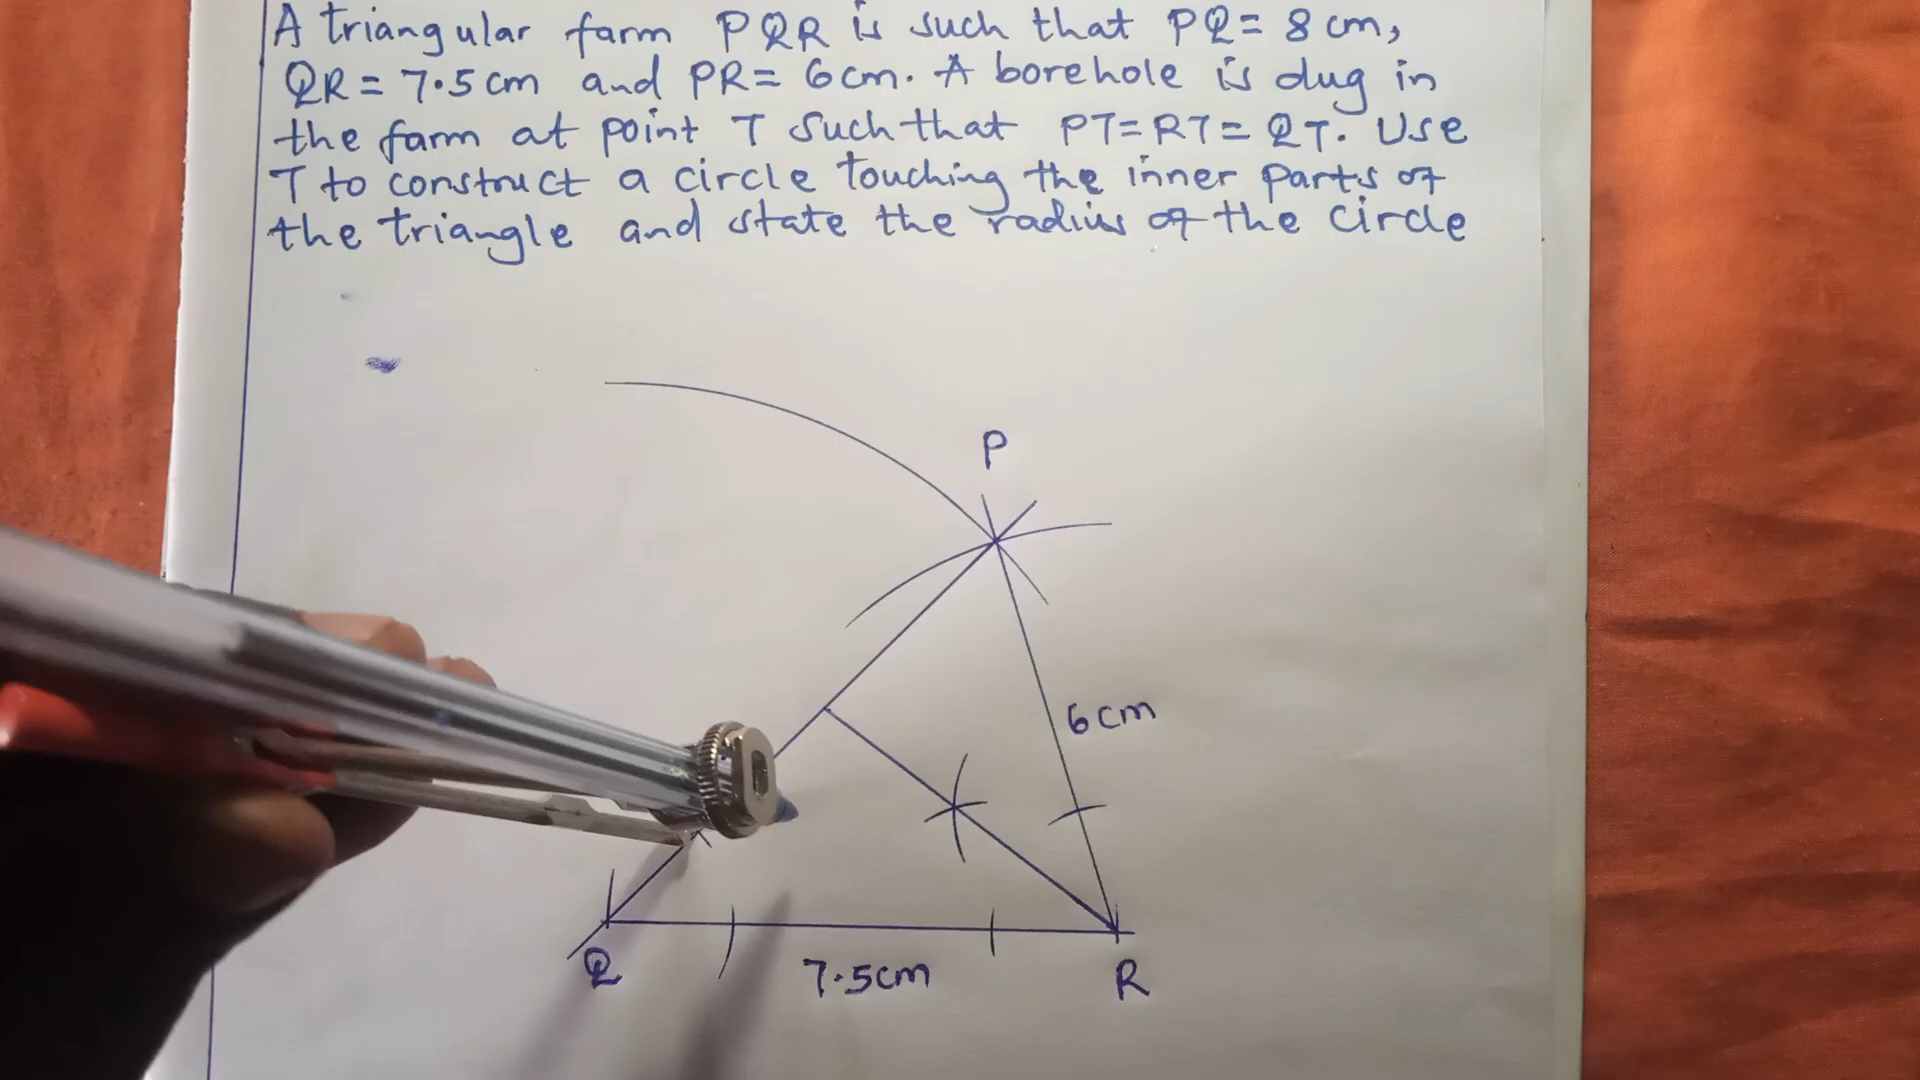 A triangular farm PQR is such that PQ = 8 cm,
QR = 7.5 cm and PR = 6 cm. A borehole is dug in
the farm at point T such that PT = RT = QT. Use
T to construct a circle touching the inner parts of
the triangle and state the radius of the circle
P
6 cm
Q
7.5cm
R